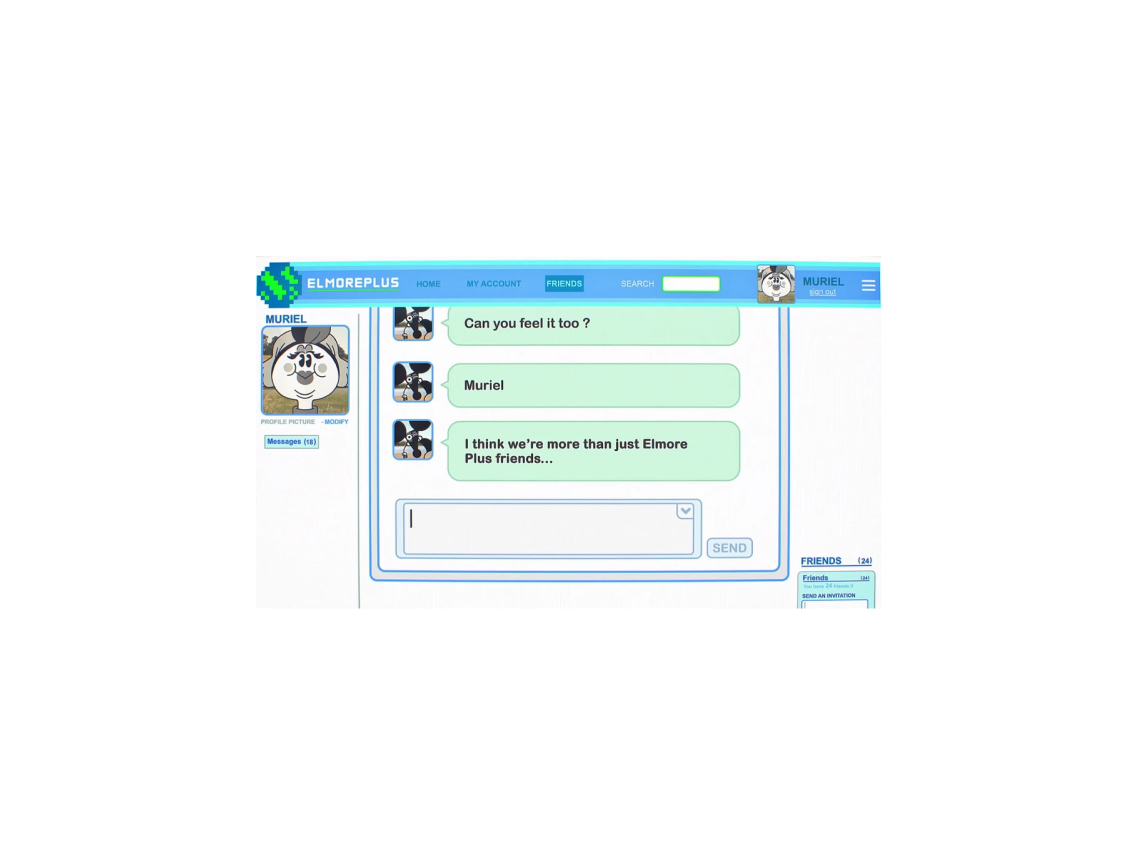 ELMOREPLUS HOME MY ACCOUNT FRIENDS SEARCH MURIEL
sign out
MURIEL
PROFILE PICTURE - MODIFY
Messages (18)
Can you feel it too ?
Muriel
I think we're more than just Elmore
Plus friends...
SEND
FRIENDS (24)
Friends (24)
You have 24 Friends
SEND AN INVITATION